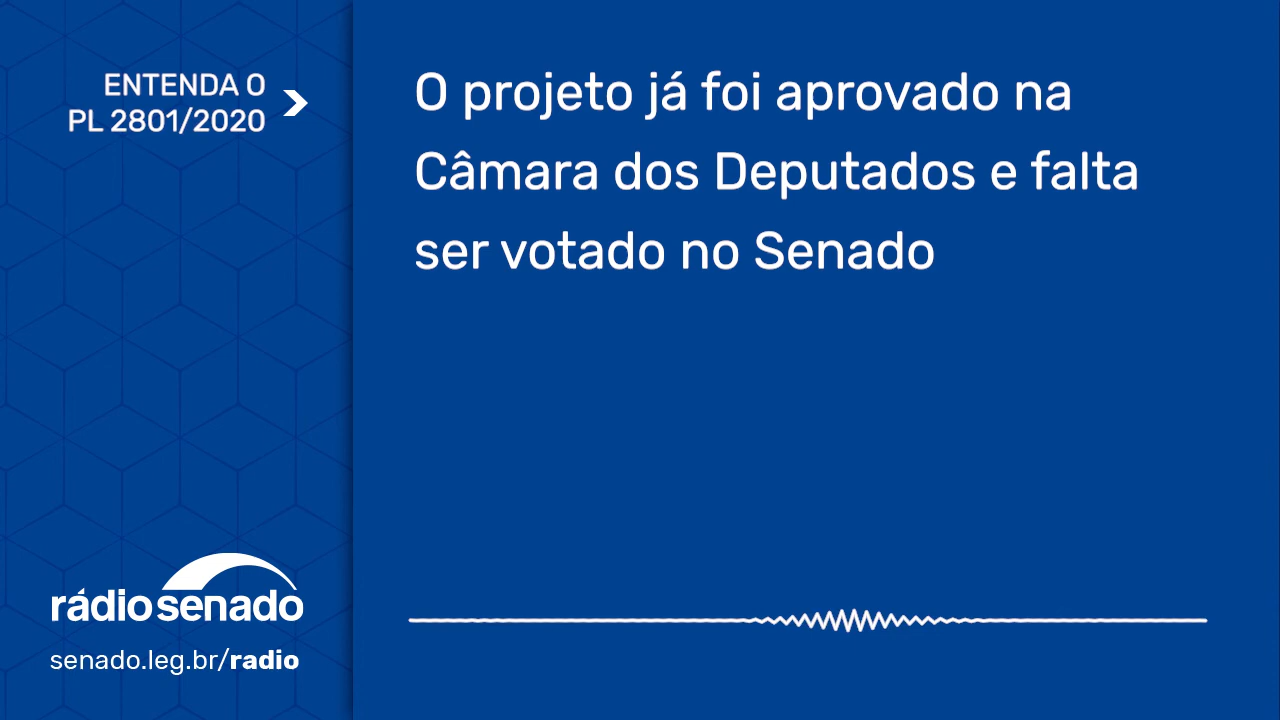 ENTENDA O
PL 2801/2020
O projeto já foi aprovado na
Câmara dos Deputados e falta
ser votado no Senado
rádio senado
senado.leg.br/radio